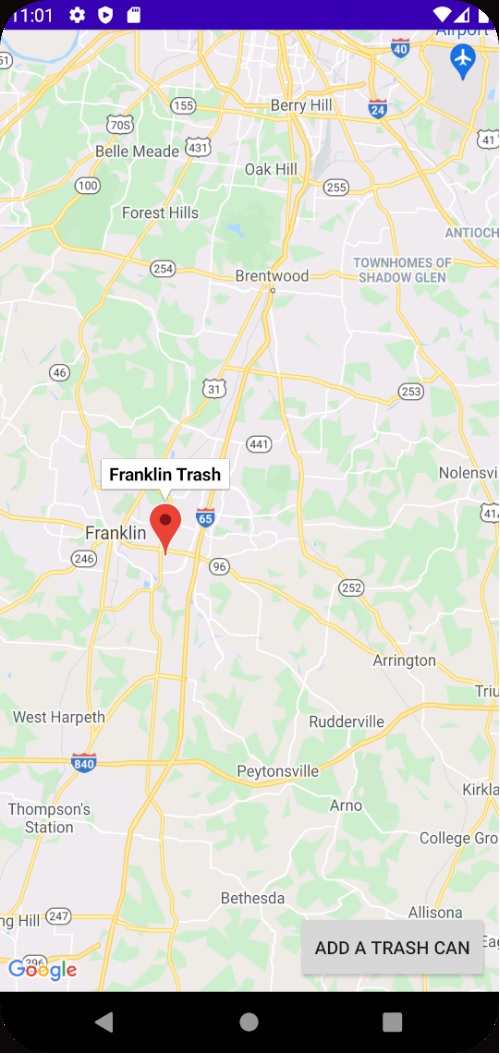 11:01
Airport
40
51
24
155
Berry Hill
70S
41
Belle Meade
431
Oak Hill
100
255
Forest Hills
ANTIOCH
254
TOWNHOMES OF
SHADOW GLEN
Brentwood
46
31
253
441
Nolensvi
Franklin Trash
41A
65
Franklin
246
96
252
Arrington
Triu
West Harpeth
Rudderville
840
Peytonsville
Kirkla
Arno
Thompson's
Station
College Gro
Bethesda
ng Hill
247
Allisona
ADD A TRASH CAN
Ea
396
Google